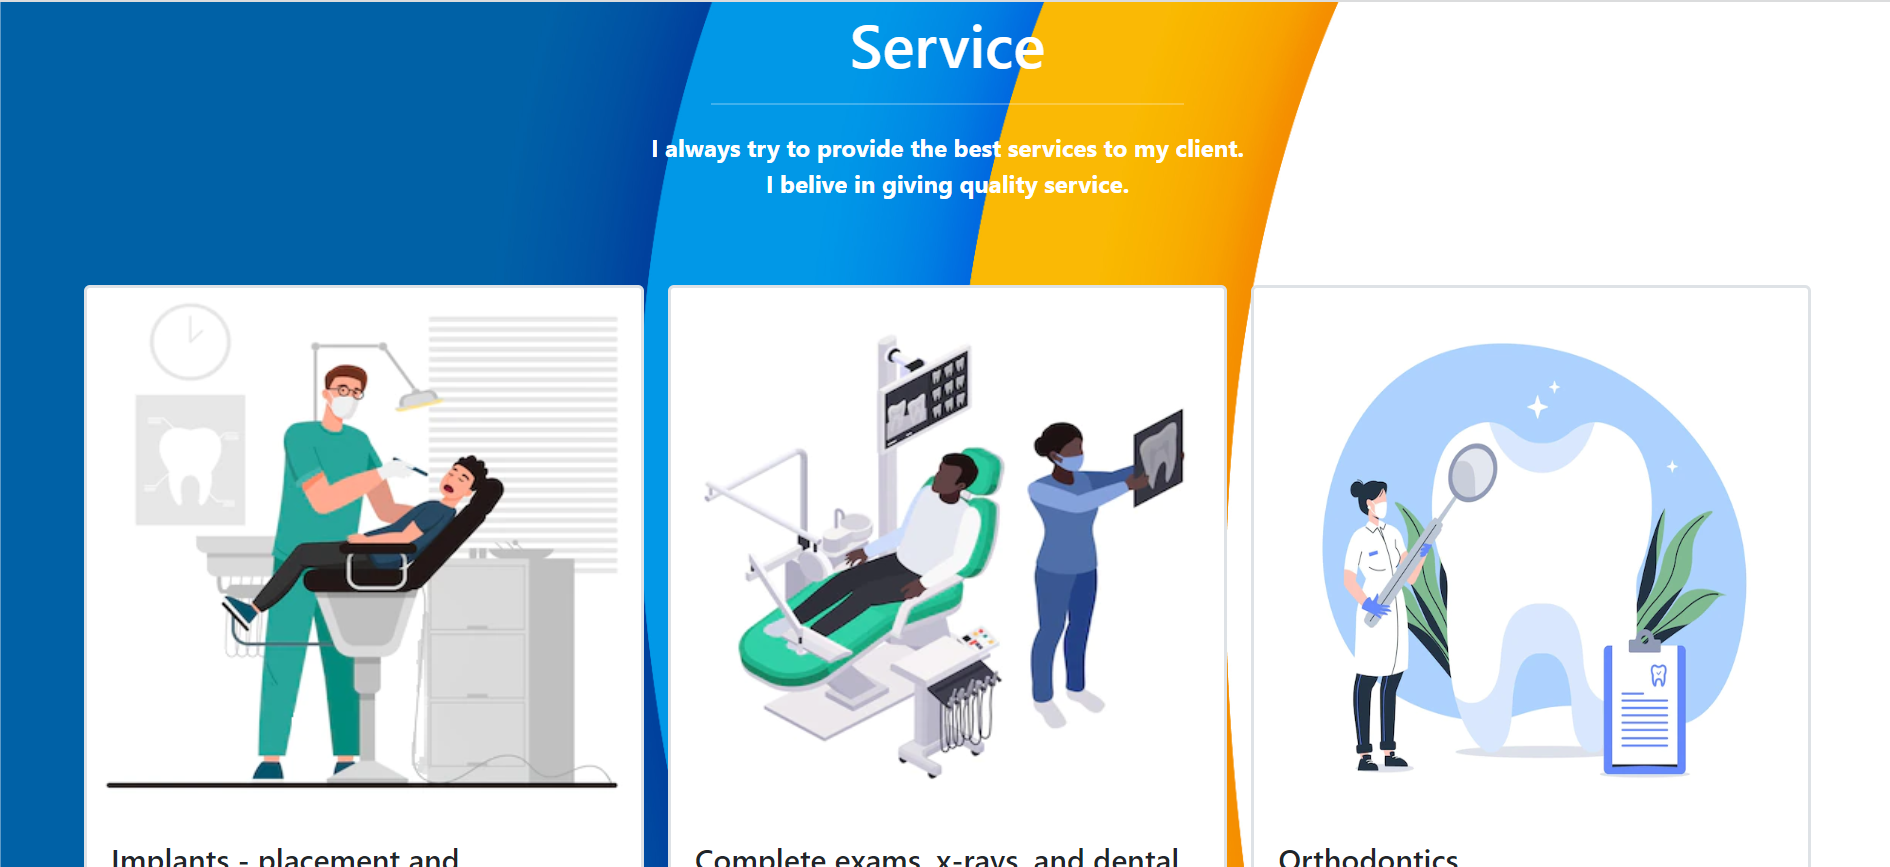 Service
I always try to provide the best services to my client.
I belive in giving quality service.
Implants - placement and
Complete exams, x-rays, and dental
Orthodontics